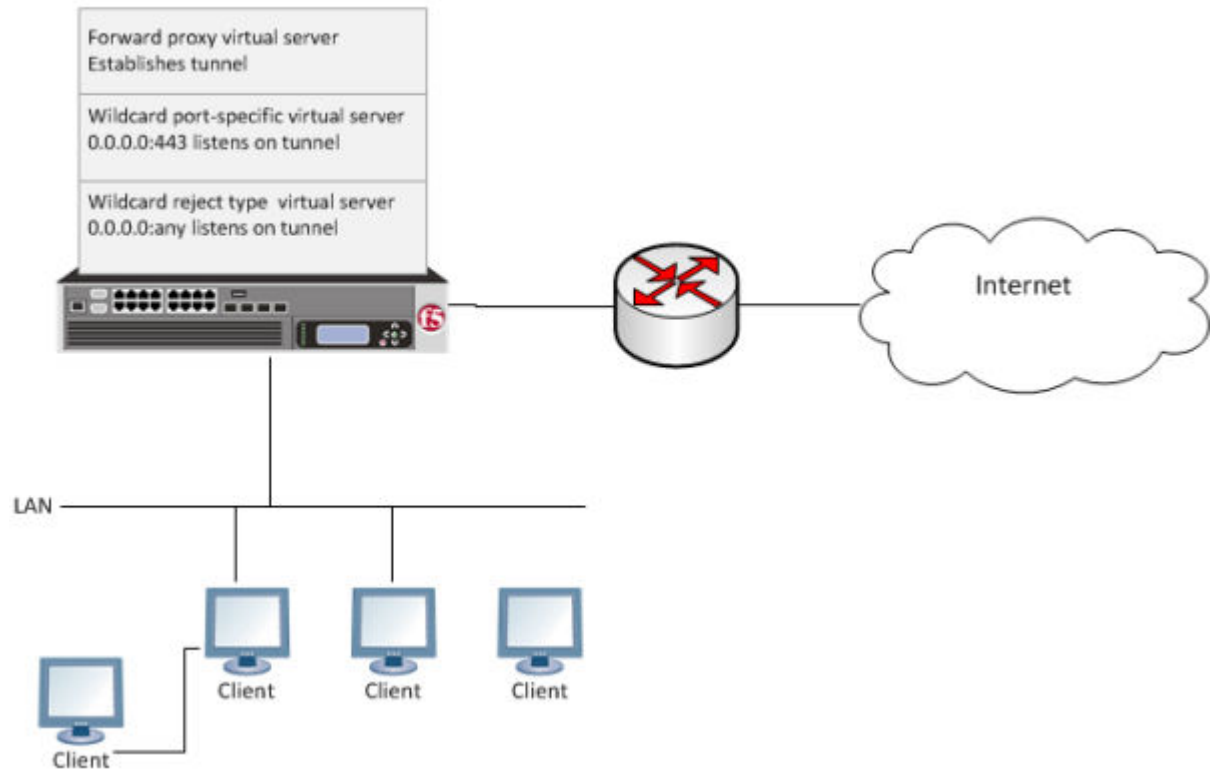 Forward proxy virtual server
Establishes tunnel
Wildcard port-specific virtual server
0.0.0.0:443 listens on tunnel
Wildcard reject type virtual server
0.0.0.0:any listens on tunnel
f5
Internet
LAN
Client
Client
Client
Client